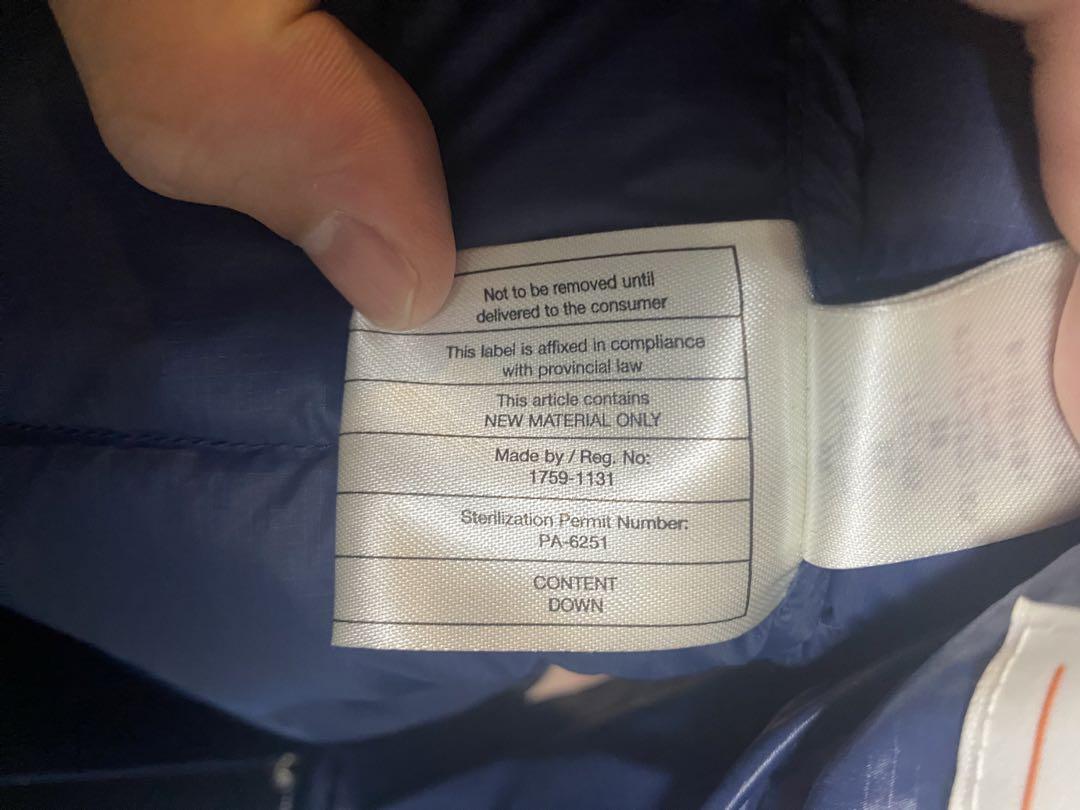 Not to be removed until
delivered to the consumer
This label is affixed in compliance
with provincial law
This article contains
NEW MATERIAL ONLY
Made by / Reg. No:
1759-1131
Sterilization Permit Number:
PA-6251
CONTENT
DOWN